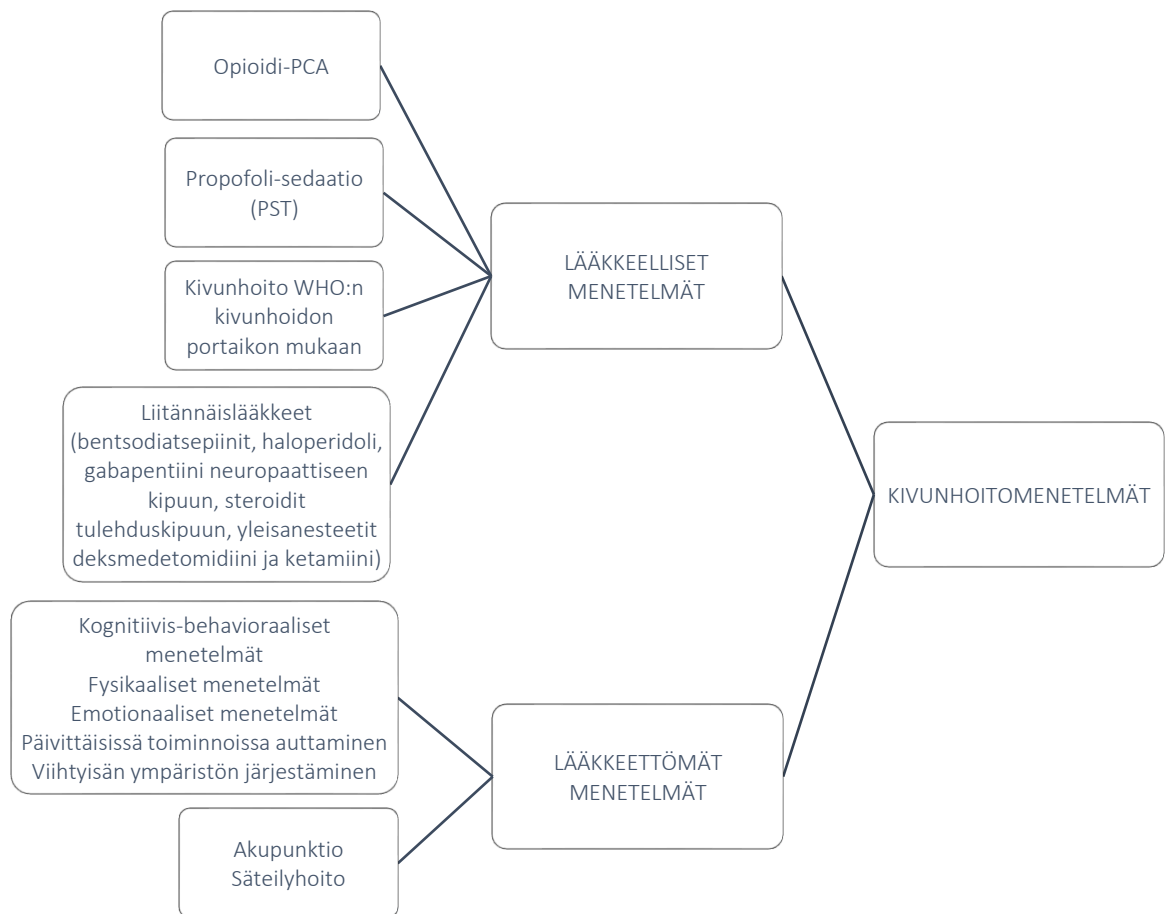 Opioidi-PCA
Propofoli-sedaatio
(PST)
Kivunhoito WHO:n
kivunhoidon
portaikon mukaan
Liitännäislääkkeet
(bentsodiatsepiinit, haloperidoli,
gabapentiini neuropaattiseen
kipuun, steroidit
tulehduskipuun, yleisanesteetit
deksmedetomidiini ja ketamiini)
LÄÄKKEELLISET
MENETELMÄT
Kognitiivis-behavioraaliset
menetelmät
Fysikaaliset menetelmät
Emotionaaliset menetelmät
Päivittäisissä toiminnoissa auttaminen
Viihtyisän ympäristön järjestäminen
Akupunktio
Säteilyhoito
LÄÄKKEETTÖMÄT
MENETELMÄT
KIVUNHOITOMENETELMÄT